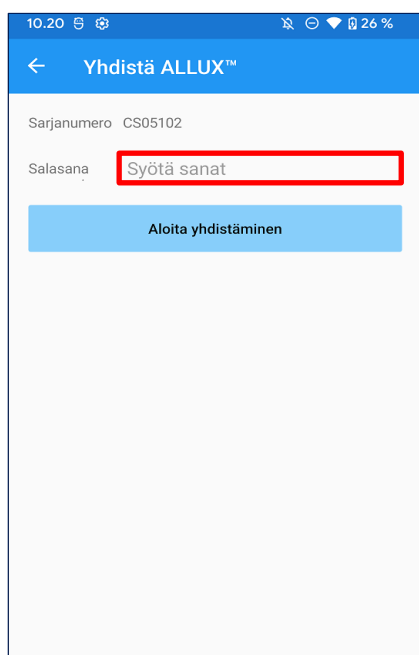 10.20 26 %
Yhdistä ALLUX™
Sarjanumero CS05102
Salasana Syötä sanat
Aloita yhdistäminen